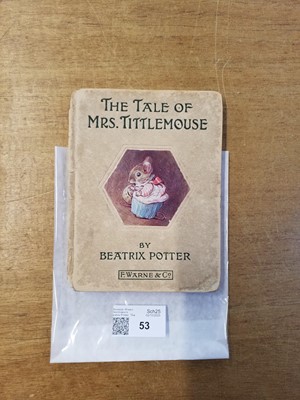 THE TALE OF
MRS. TITTLEMOUSE
BY
BEATRIX POTTER
F. WARNE & Co
53